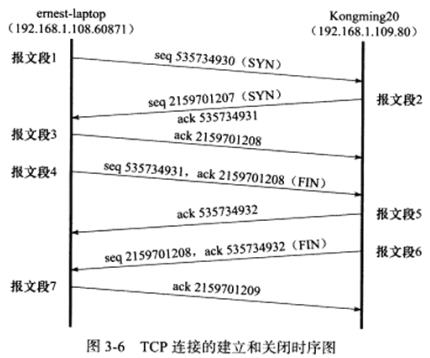 ernest-laptop
(192.168.1.108.60871)
Kongming20
(192.168.1.109.80)
报文段1
seq 535734930(SYN)
seq 2159701207(SYN)
ack 535734931
报文段2
报文段3
ack 2159701208
报文段4
seq 535734931, ack 2159701208(FIN)
ack 535734932
报文段5
seq 2159701208, ack 535734932(FIN)
报文段6
报文段7
ack 2159701209
图 3-6 TCP 连接的建立和关闭时序图